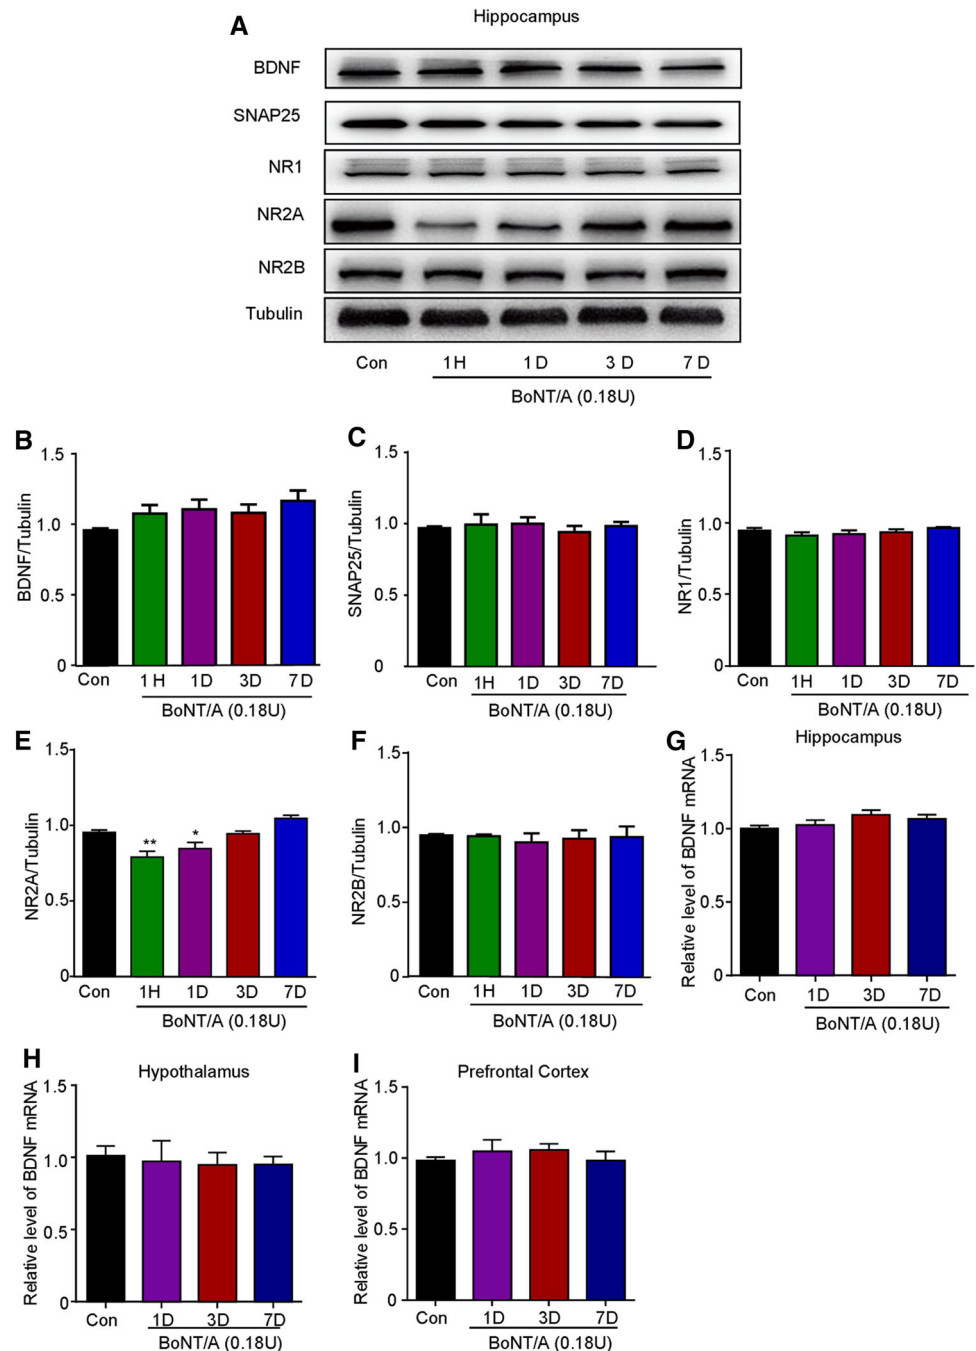 A
Hippocampus
BDNF
SNAP25
NR1
NR2A
NR2B
Tubulin
Con 1H 1D 3 D 7 D
BoNT/A (0.18U)
B
BDNF/Tubulin
1.5
1.0
0.5
0
Con 1 H 1D 3D 7D
BoNT/A (0.18U)
C
SNAP25/Tubulin
1.5
1.0
0.5
0
Con 1H 1D 3D 7D
BoNT/A (0.18U)
D
NR1/Tubulin
1.5
1.0
0.5
0
Con 1H 1D 3D 7D
BoNT/A (0.18U)
E
NR2A/Tubulin
1.5
1.0
0.5
0
** *
Con 1H 1D 3D 7D
BoNT/A (0.18U)
F
NR2B/Tubulin
1.5
1.0
0.5
0
Con 1H 1D 3D 7D
BoNT/A (0.18U)
G
Hippocampus
Relative level of BDNF mRNA
1.5
1.0
0.5
0
Con 1D 3D 7D
BoNT/A (0.18U)
H
Hypothalamus
Relative level of BDNF mRNA
1.5
1.0
0.5
0
Con 1D 3D 7D
BoNT/A (0.18U)
I
Prefrontal Cortex
Relative level of BDNF mRNA
1.5
1.0
0.5
0
Con 1D 3D 7D
BoNT/A (0.18U)